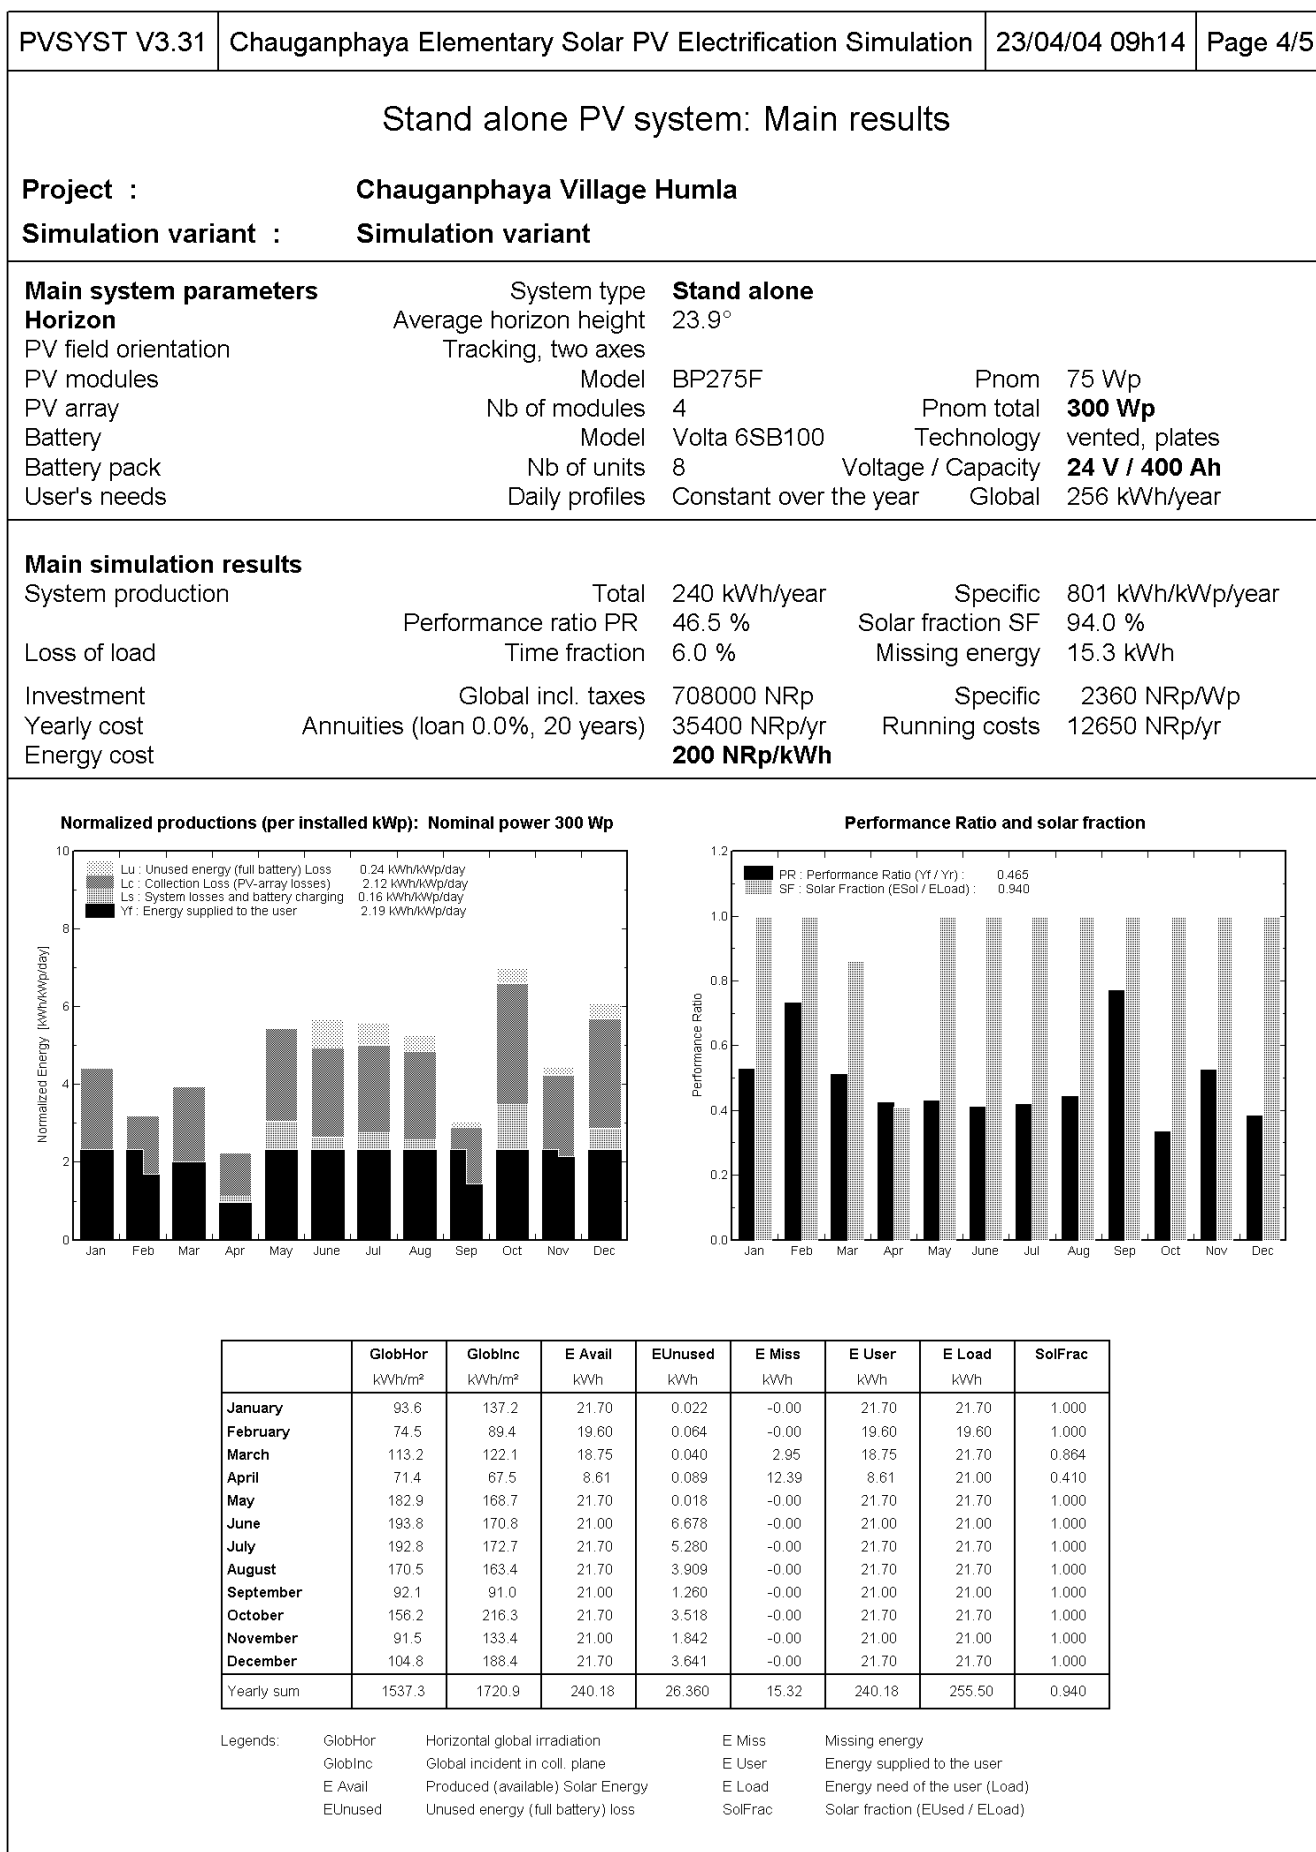 PVSYST V3.31 Chauganphaya Elementary Solar PV Electrification Simulation 23/04/04 09h14 Page 4/5
Stand alone PV system: Main results
Project : Chauganphaya Village Humla
Simulation variant : Simulation variant
Main system parameters System type Stand alone
Horizon Average horizon height 23.9°
PV field orientation Tracking, two axes
PV modules Model BP275F Pnom 75 Wp
PV array Nb of modules 4 Pnom total 300 Wp
Battery Model Volta 6SB100 Technology vented, plates
Battery pack Nb of units 8 Voltage / Capacity 24 V / 400 Ah
User's needs Daily profiles Constant over the year Global 256 kWh/year
Main simulation results
System production Total 240 kWh/year Specific 801 kWh/kWp/year
Performance ratio PR 46.5 % Solar fraction SF 94.0 %
Loss of load Time fraction 6.0 % Missing energy 15.3 kWh
Investment Global incl. taxes 708000 NRp Specific 2360 NRp/Wp
Yearly cost Annuities (loan 0.0%, 20 years) 35400 NRp/yr Running costs 12650 NRp/yr
Energy cost 200 NRp/kWh
Normalized productions (per installed kWp): Nominal power 300 Wp
10
8
6
4
2
0
Normalized Energy [kWh/kWp/day]
Lu : Unused energy (full battery) Loss 0.24 kWh/kWp/day
Lc : Collection Loss (PV-array losses) 2.12 kWh/kWp/day
Ls : System losses and battery charging 0.16 kWh/kWp/day
Yf : Energy supplied to the user 2.19 kWh/kWp/day
Jan Feb Mar Apr May June Jul Aug Sep Oct Nov Dec
Performance Ratio and solar fraction
1.2
1.0
0.8
0.6
0.4
0.2
0.0
Performance Ratio
PR : Performance Ratio (Yf / Yr) : 0.465
SF : Solar Fraction (ESol / ELoad) : 0.940
Jan Feb Mar Apr May June Jul Aug Sep Oct Nov Dec
GlobHor GlobInc E Avail EUnused E Miss E User E Load SolFrac
kWh/m² kWh/m² kWh kWh kWh kWh kWh
January 93.6 137.2 21.70 0.022 -0.00 21.70 21.70 1.000
February 74.5 89.4 19.60 0.064 -0.00 19.60 19.60 1.000
March 113.2 122.1 18.75 0.040 2.95 18.75 21.70 0.864
April 71.4 67.5 8.61 0.089 12.39 8.61 21.00 0.410
May 182.9 168.7 21.70 0.018 -0.00 21.70 21.70 1.000
June 193.8 170.8 21.00 6.678 -0.00 21.00 21.00 1.000
July 192.8 172.7 21.70 5.280 -0.00 21.70 21.70 1.000
August 170.5 163.4 21.70 3.909 -0.00 21.70 21.70 1.000
September 92.1 91.0 21.00 1.260 -0.00 21.00 21.00 1.000
October 156.2 216.3 21.70 3.518 -0.00 21.70 21.70 1.000
November 91.5 133.4 21.00 1.842 -0.00 21.00 21.00 1.000
December 104.8 188.4 21.70 3.641 -0.00 21.70 21.70 1.000
Yearly sum 1537.3 1720.9 240.18 26.360 15.32 240.18 255.50 0.940
Legends: GlobHor Horizontal global irradiation E Miss Missing energy
GlobInc Global incident in coll. plane E User Energy supplied to the user
E Avail Produced (available) Solar Energy E Load Energy need of the user (Load)
EUnused Unused energy (full battery) loss SolFrac Solar fraction (EUsed / ELoad)